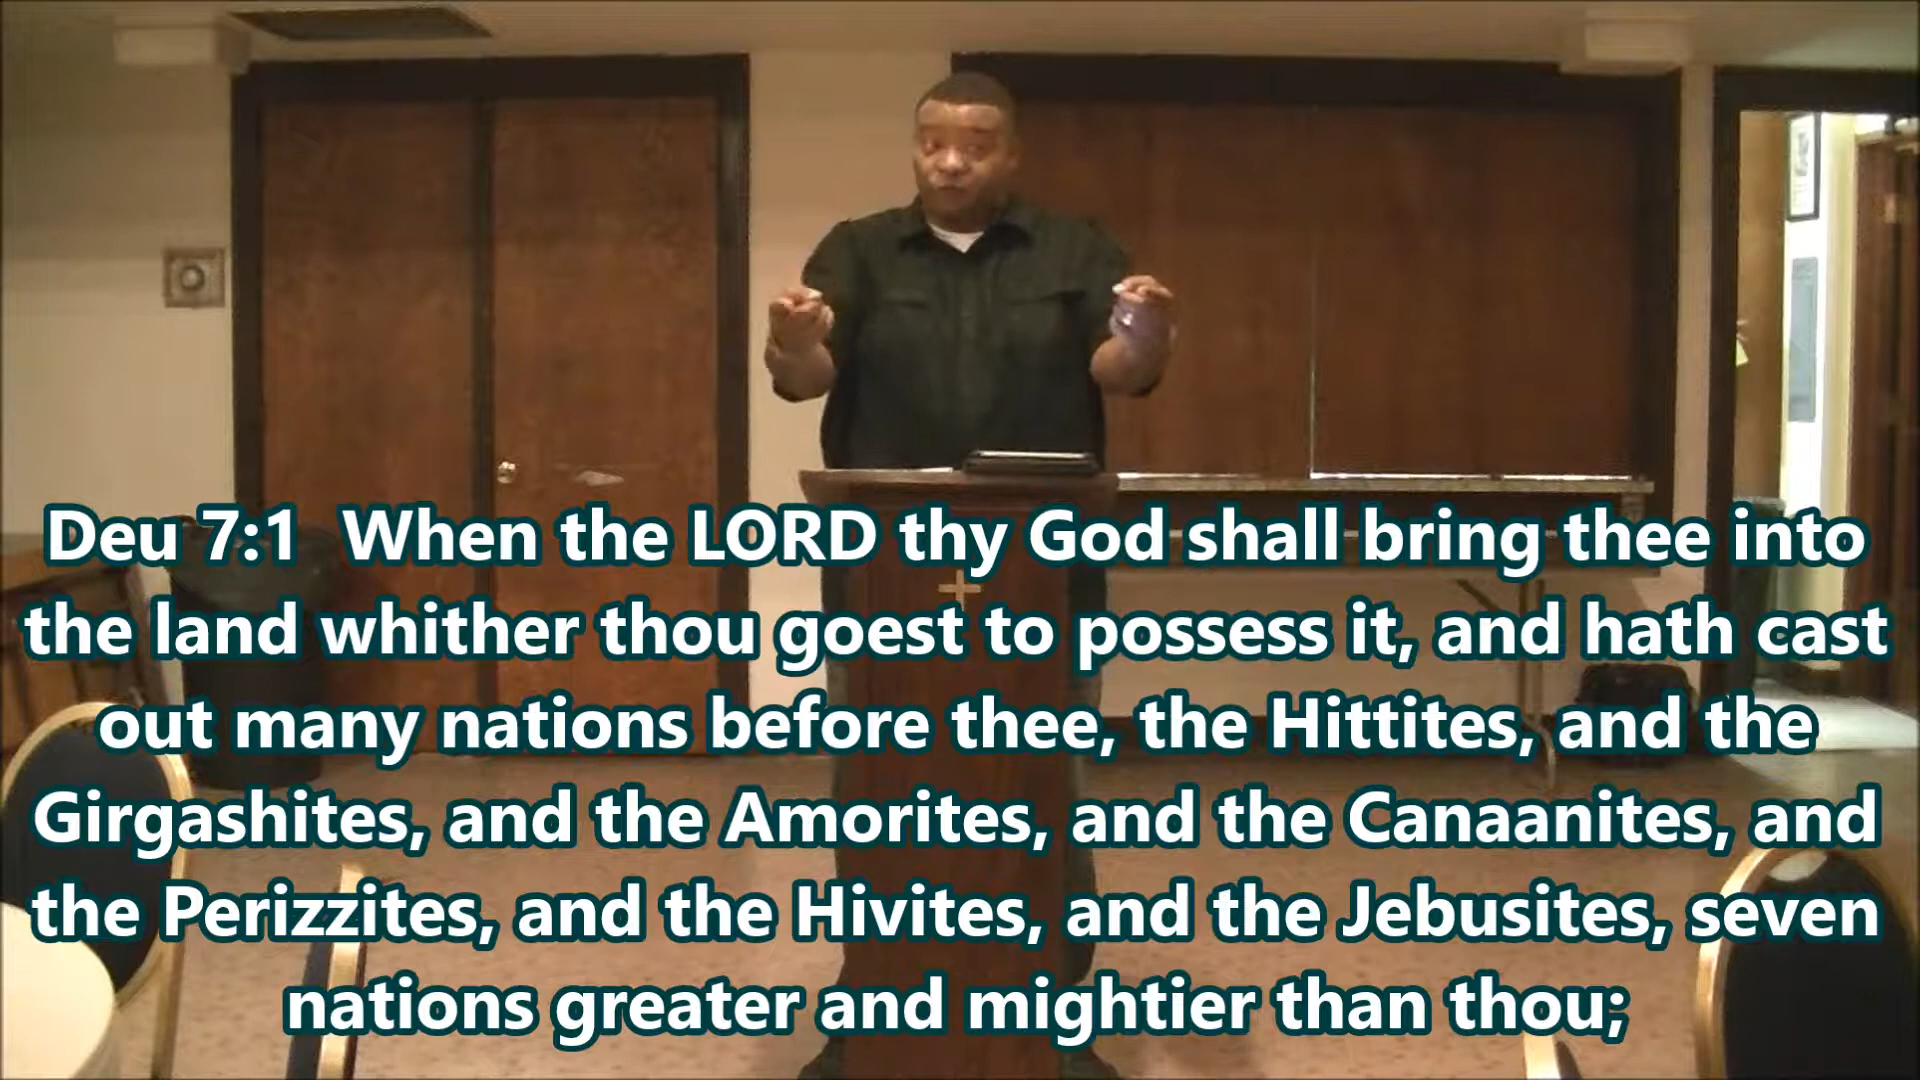 Deu 7:1 When the LORD thy God shall bring thee into
the land whither thou goest to possess it, and hath cast
out many nations before thee, the Hittites, and the
Girgashites, and the Amorites, and the Canaanites, and
the Perizzites, and the Hivites, and the Jebusites, seven
nations greater and mightier than thou;